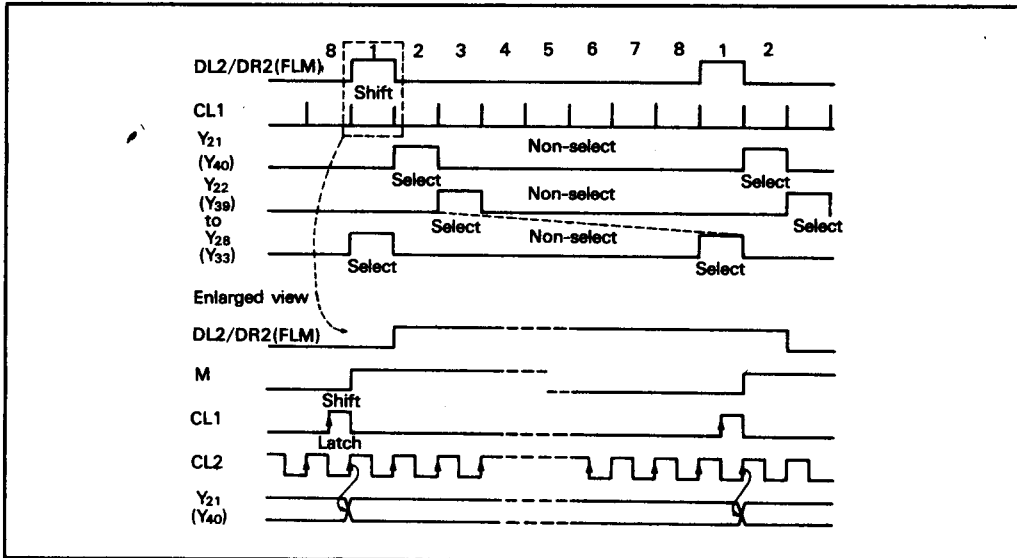 8 1 2 3 4 5 6 7 8 1 2
DL2/DR2(FLM)
Shift
CL1
Y21
(Y40)
Non-select
Select
Select
Y22
(Y39)
Non-select
Select
Select
to
Y28
(Y33)
Non-select
Select
Select
Enlarged view
DL2/DR2(FLM)
M
Shift
CL1
Latch
CL2
Y21
(Y40)